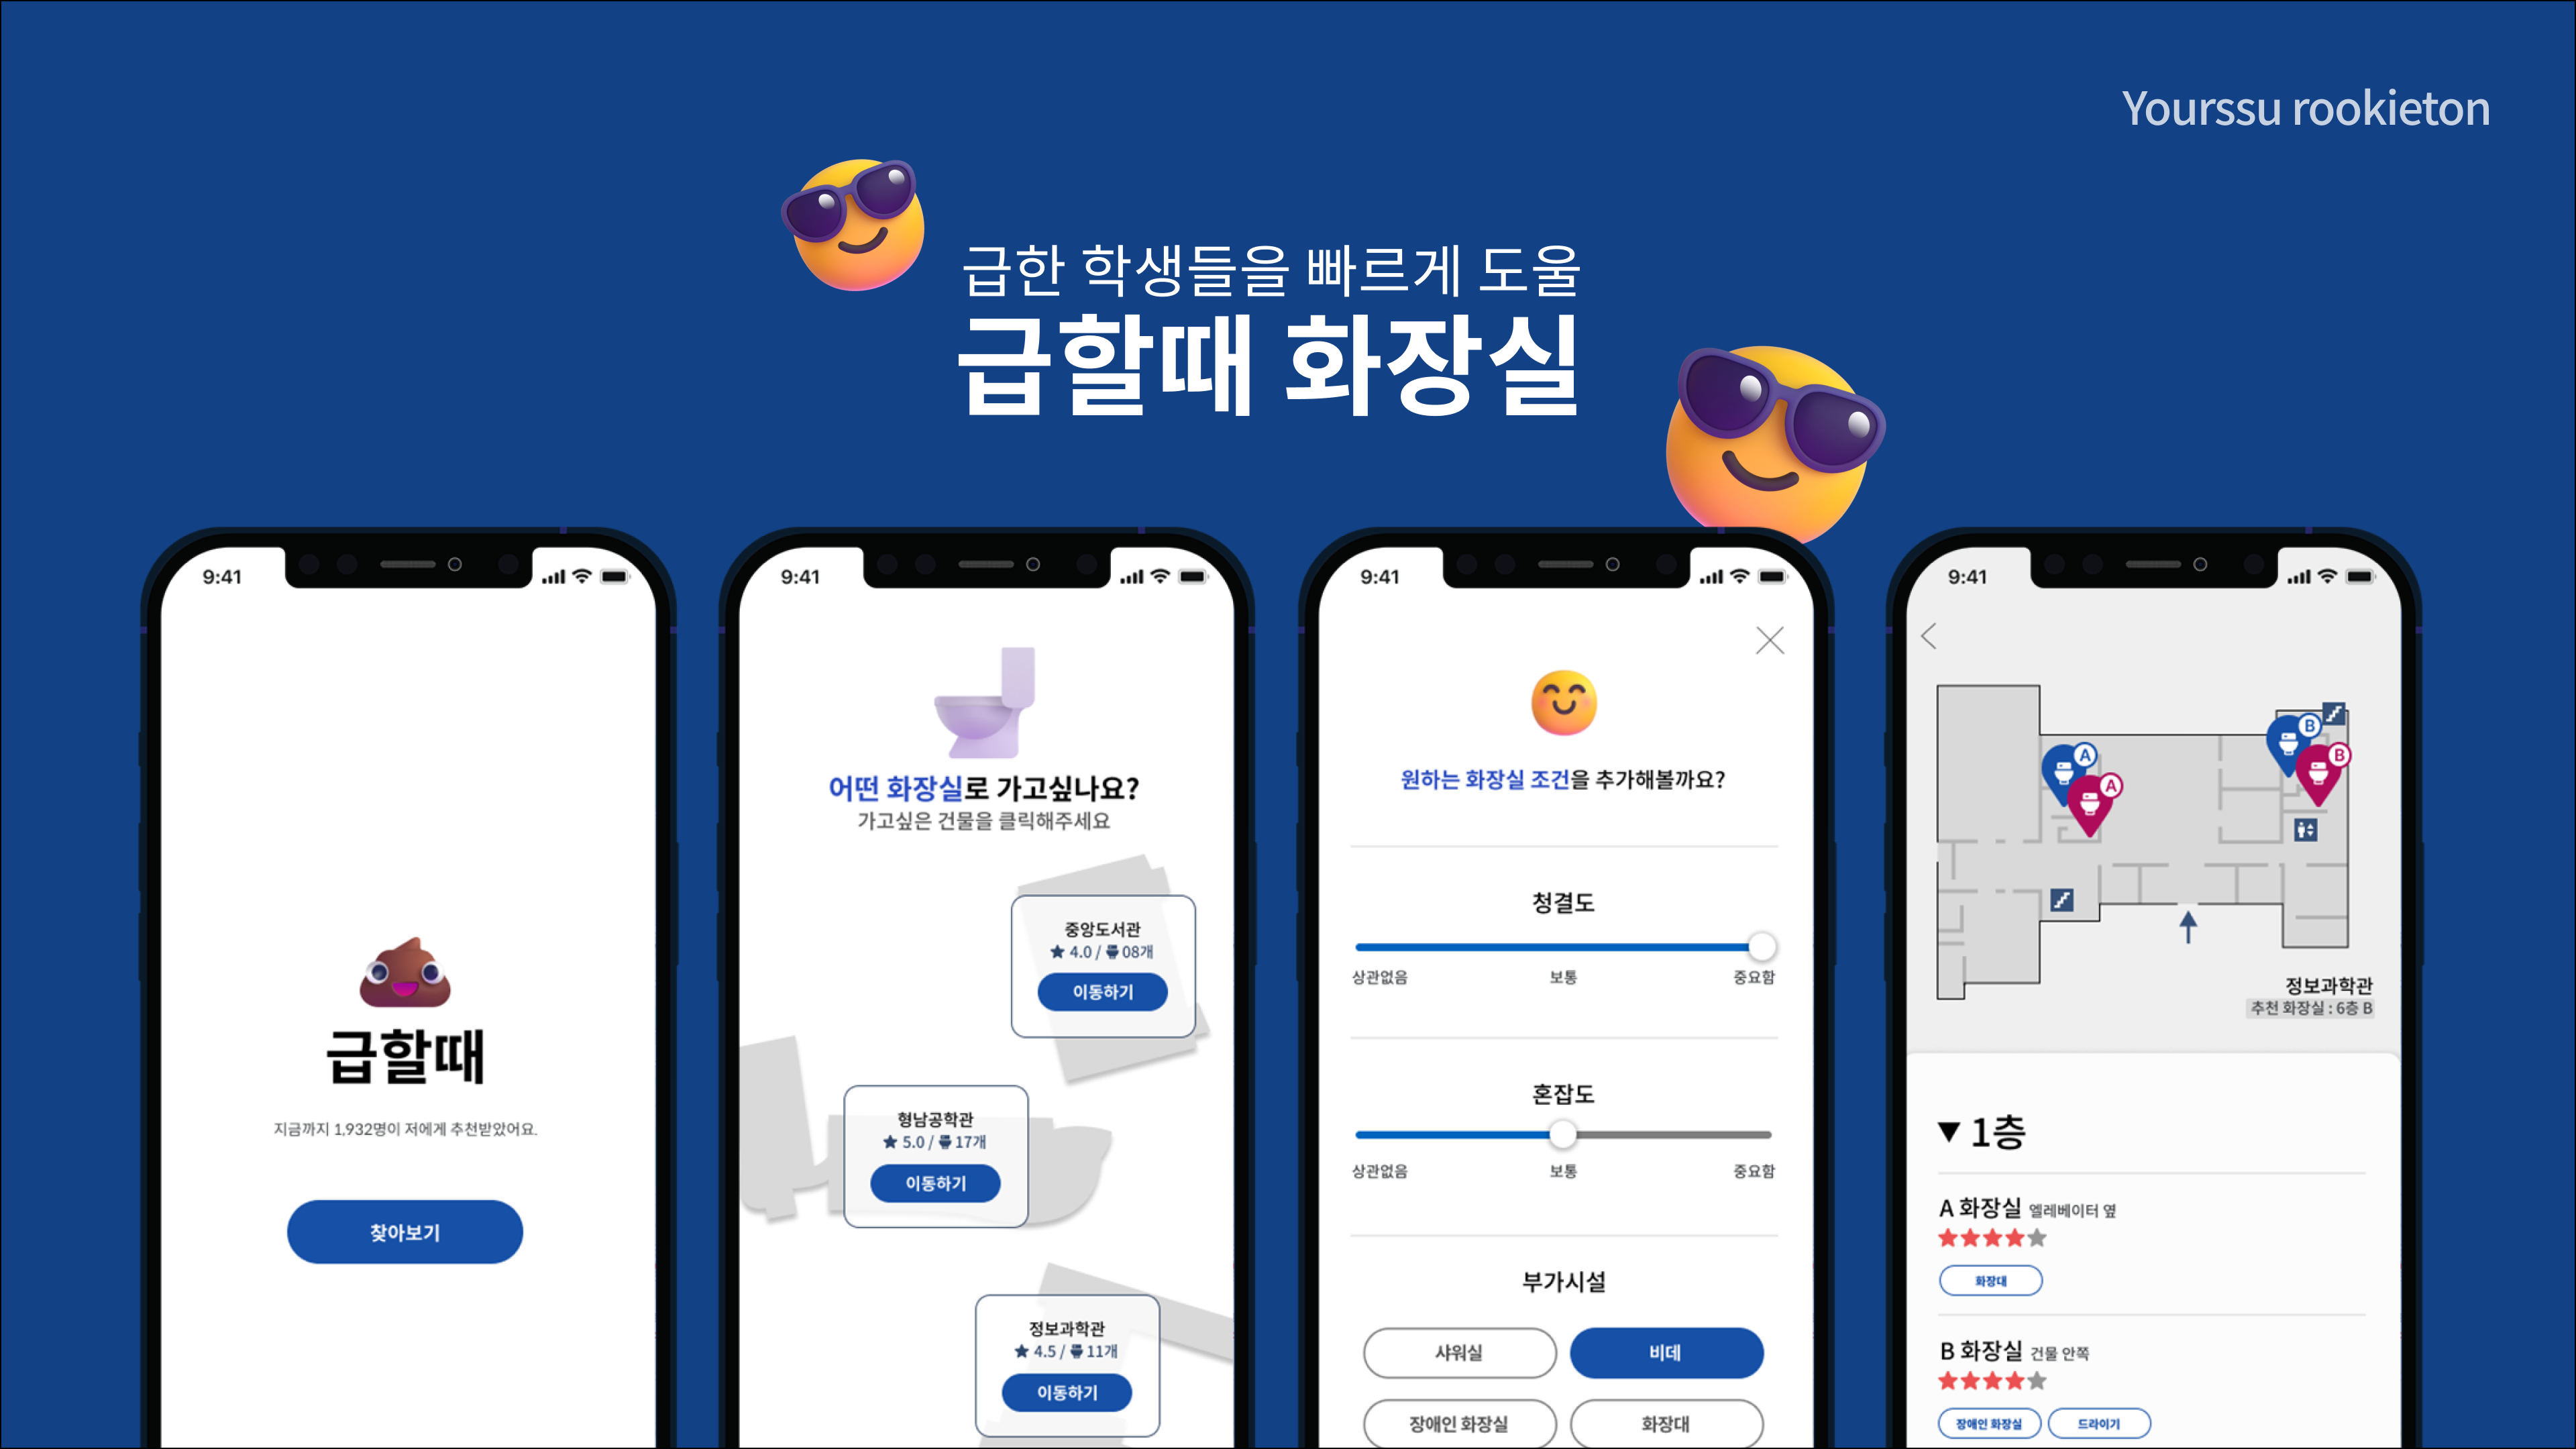 Yourssu rookieton
급한 학생들을 빠르게 도울
급할때 화장실
9:41
급할때
지금까지 1,932명이 저에게 추천받았어요.
찾아보기
9:41
어떤 화장실로 가고싶나요?
가고싶은 건물을 클릭해주세요
중앙도서관
4.0 / 08개
이동하기
형남공학관
5.0 / 17개
이동하기
정보과학관
4.5 / 11개
이동하기
9:41
원하는 화장실 조건을 추가해볼까요?
청결도
상관없음 보통 중요함
혼잡도
상관없음 보통 중요함
부가시설
샤워실 비데
장애인 화장실 화장대
9:41
B
A
B
A
정보과학관
추천 화장실 : 6층 B
▼ 1층
A 화장실 엘레베이터 옆
화장대
B 화장실 건물 안쪽
장애인 화장실 드라이기